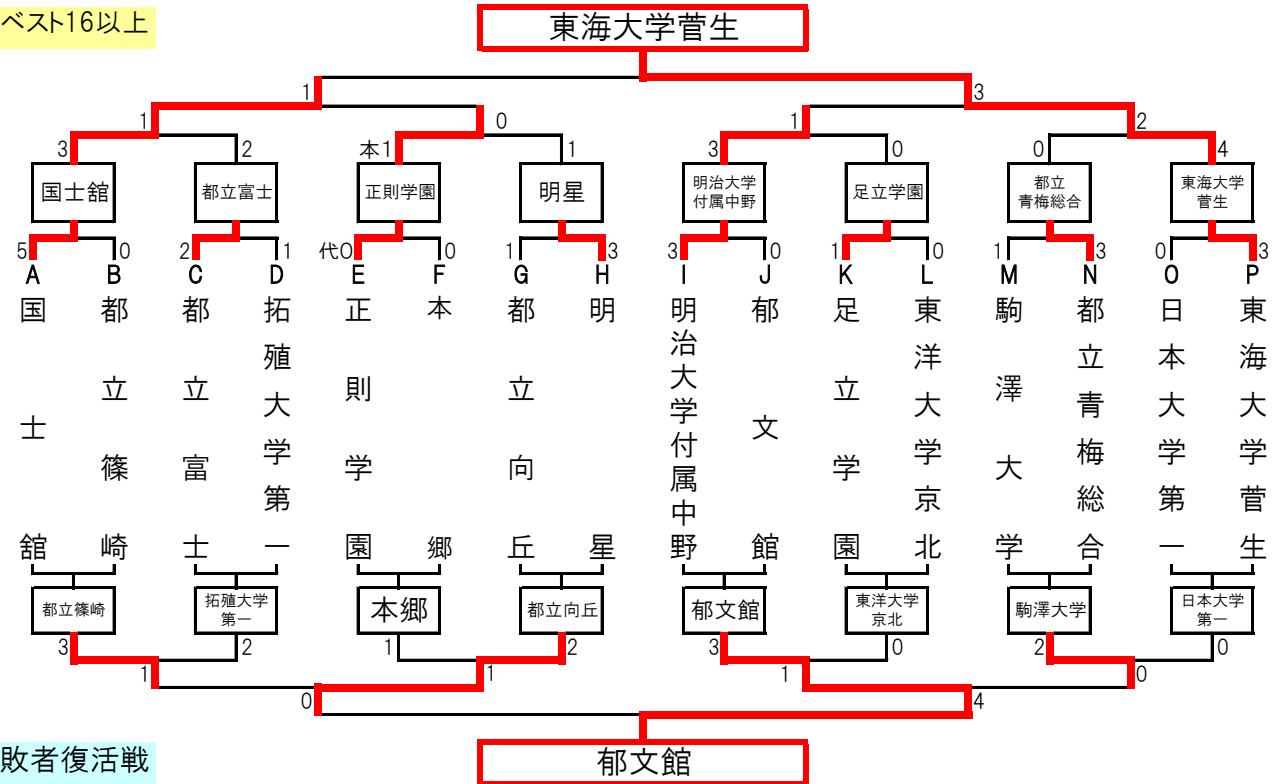 ベスト16以上
東海大学菅生
1
3
1
0
1
2
3
2
本1
1
3
0
0
4
国士舘
都立富士
正則学園
明星
明治大学
付属中野
足立学園
都立
青梅総合
東海大学
菅生
5
0
2
1
代0
0
1
3
3
0
1
0
1
3
0
3
A
B
C
D
E
F
G
H
I
J
K
L
M
N
O
P
国士舘
都立篠崎
都立富士
拓殖大学第一
正則学園
本郷
都立向丘
明星
明治大学付属中野
郁文館
足立学園
東洋大学京北
駒澤大学
都立青梅総合
日本大学第一
東海大学菅生
都立篠崎
拓殖大学
第一
本郷
都立向丘
郁文館
東洋大学
京北
駒澤大学
日本大学
第一
3
2
1
2
3
0
2
0
1
1
1
0
0
4
敗者復活戦
郁文館